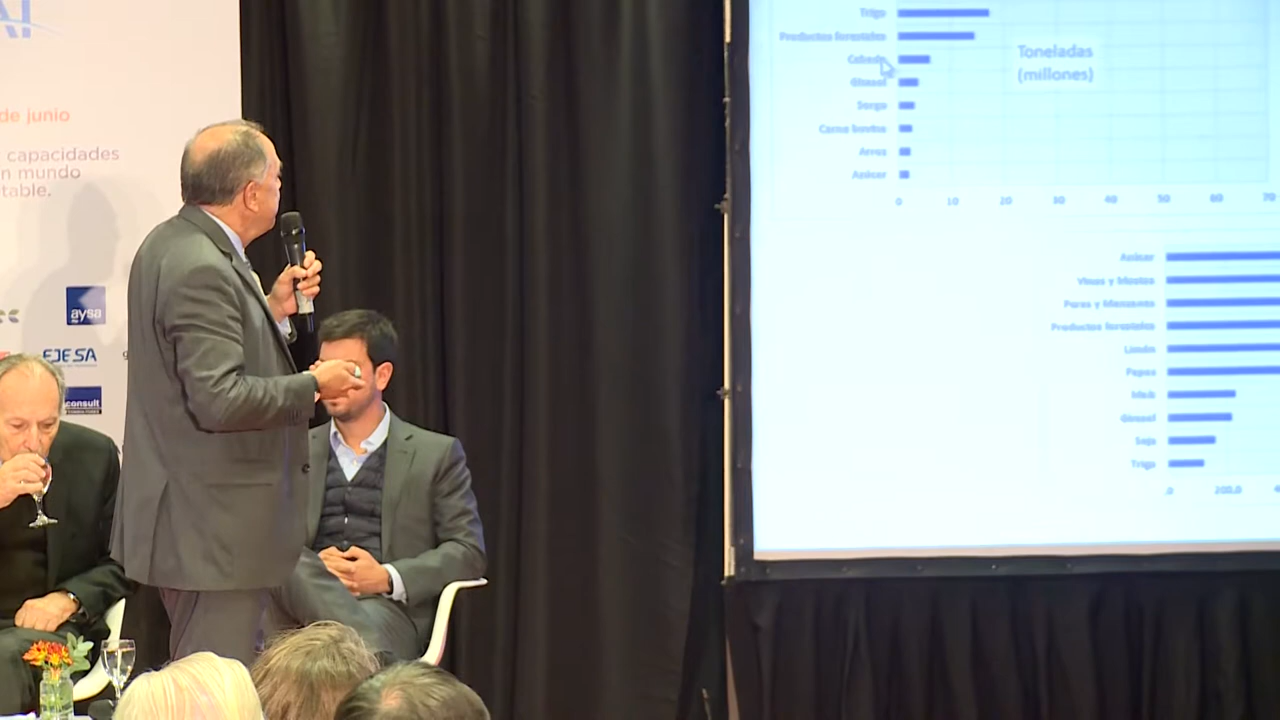 AI
de junio
capacidades
n mundo
table.
aysa
EJESA
consult
Trigo
Productos forestales
Cebada
Girasol
Sorgo
Carne bovina
Arroz
Azúcar
Toneladas
(millones)
0 10 20 30 40 50 60 70
Azúcar
Vinos y Mostos
Peras y Manzanas
Productos forestales
Limón
Papas
Maíz
Girasol
Soja
Trigo
,0 200,0